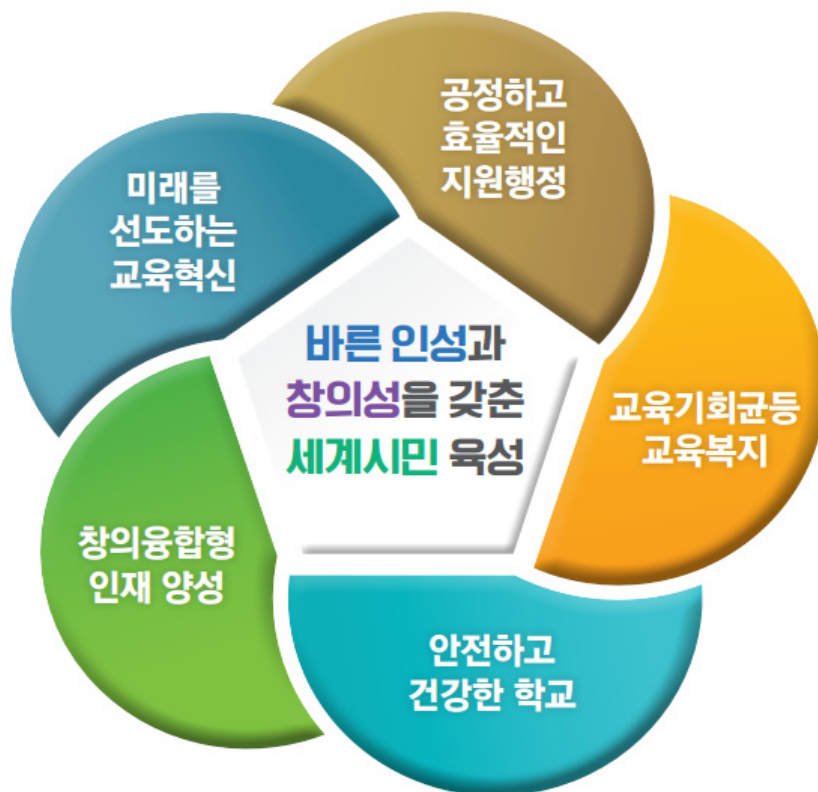 공정하고
효율적인
지원행정
미래를
선도하는
교육혁신
바른 인성과
창의성을 갖춘
세계시민 육성
교육기회균등
교육복지
창의융합형
인재 양성
안전하고
건강한 학교